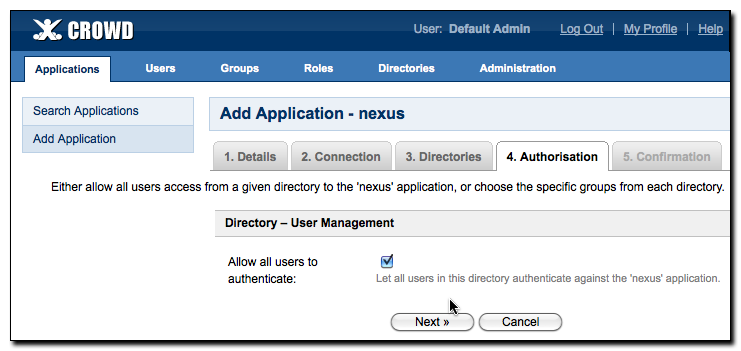 CROWD
User: Default Admin Log Out | My Profile | Help
Applications Users Groups Roles Directories Administration
Search Applications
Add Application
Add Application - nexus
1. Details 2. Connection 3. Directories 4. Authorisation 5. Confirmation
Either allow all users access from a given directory to the 'nexus' application, or choose the specific groups from each directory.
Directory – User Management
Allow all users to
authenticate:
Let all users in this directory authenticate against the 'nexus' application.
Next » Cancel